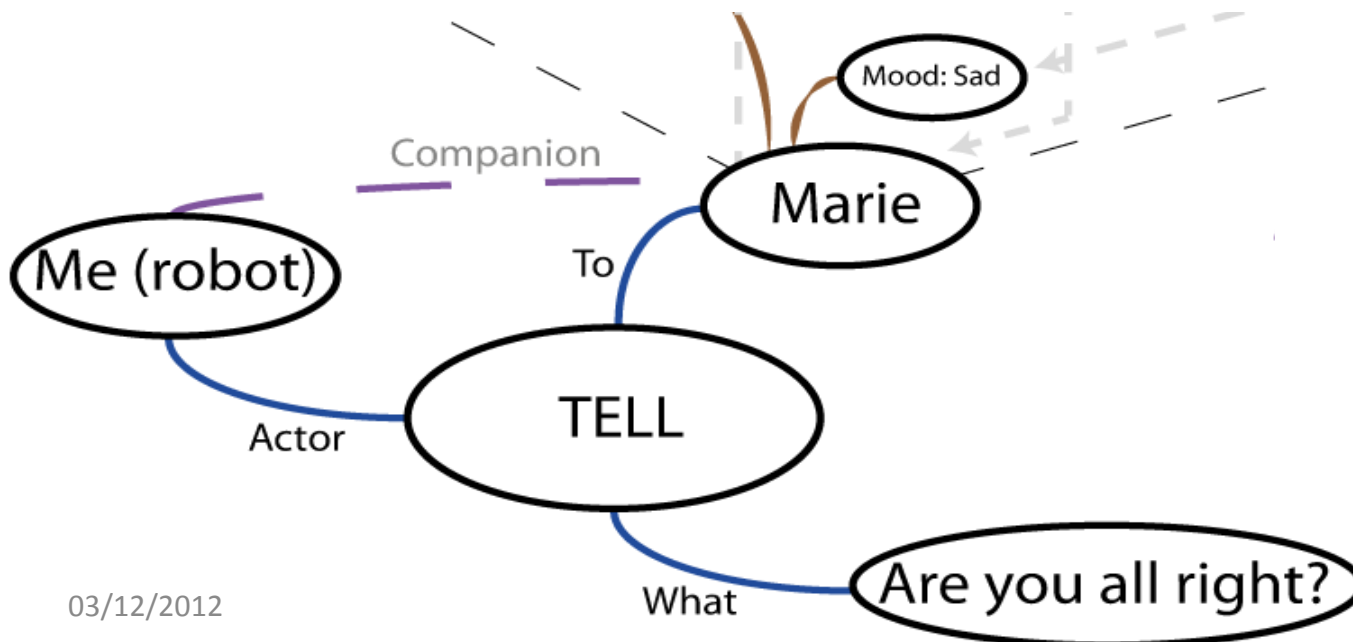 Mood: Sad
Companion
Marie
Me (robot)
To
TELL
Actor
Are you all right?
What
03/12/2012